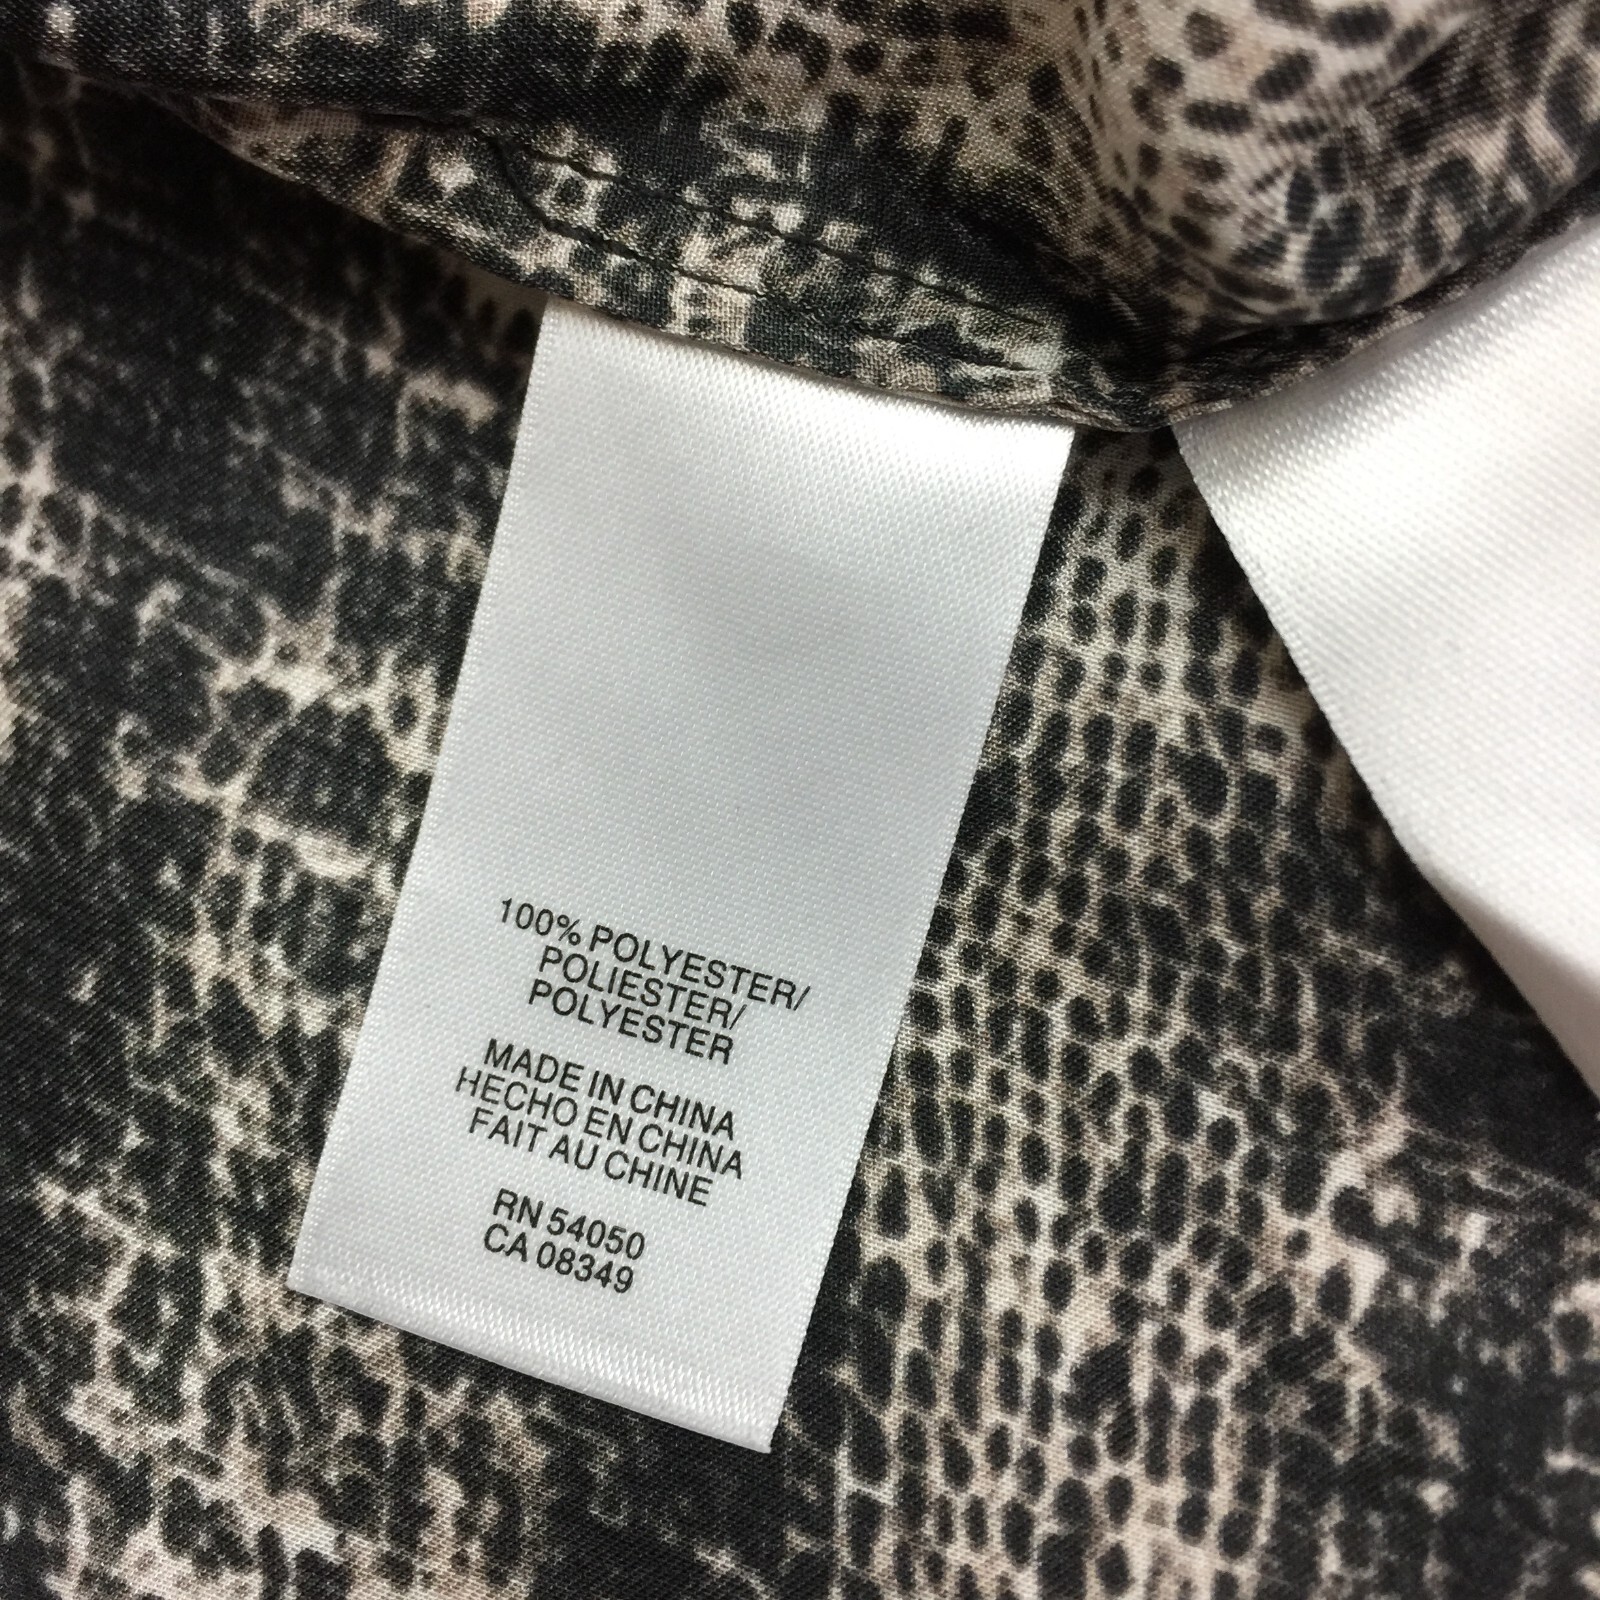 100% POLYESTER/
POLIESTER/
POLYESTER
MADE IN CHINA
HECHO EN CHINA
FAIT AU CHINE
RN 54050
CA 08349